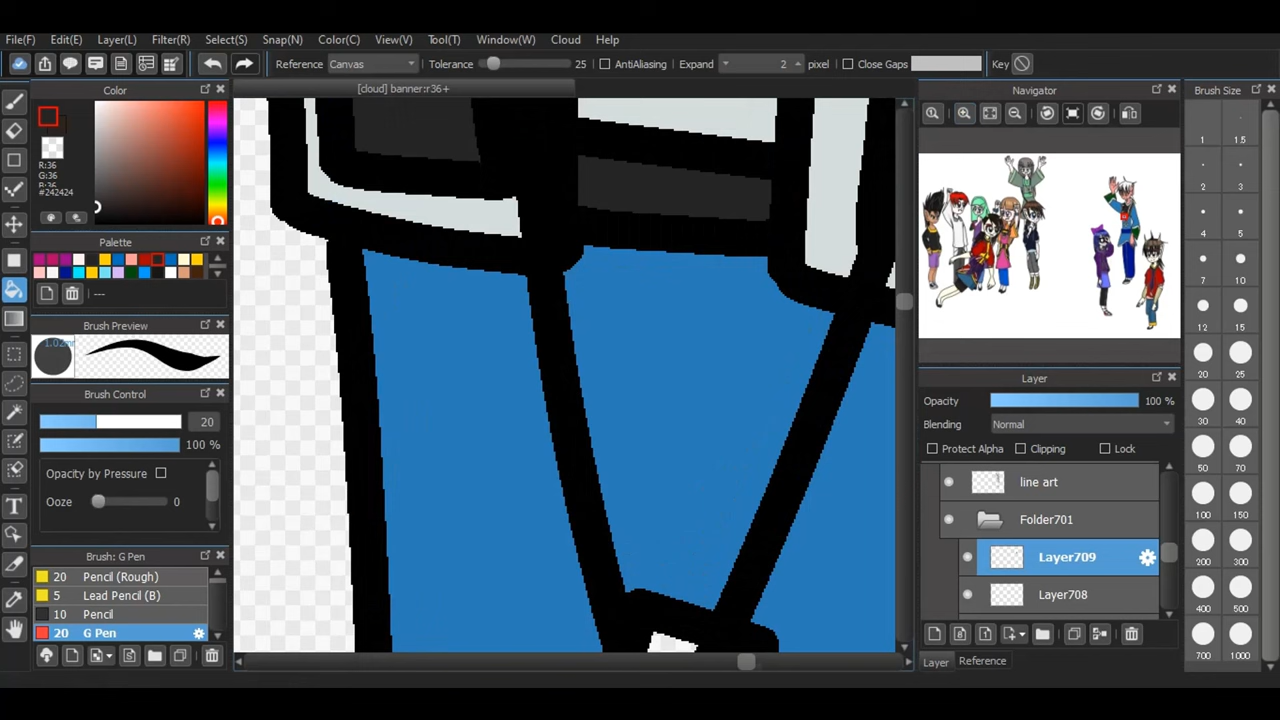 File(F) Edit(E) Layer(L) Filter(R) Select(S) Snap(N) Color(C) View(V) Tool(T) Window(W) Cloud Help
Reference Canvas Tolerance 25 AntiAliasing Expand 2 pixel Close Gaps Key
Color
[cloud] banner:r36+
Navigator
Brush Size
R:36
G:36
B:36
#242424
Palette
---
Brush Preview
Brush Control
20
100 %
Opacity by Pressure
Ooze 0
Brush: G Pen
20 Pencil (Rough)
5 Lead Pencil (B)
10 Pencil
20 G Pen
Layer
Opacity 100 %
Blending Normal
Protect Alpha Clipping Lock
line art
Folder701
Layer709
Layer708
Layer Reference
1 1.5
2 3
4 5
7 10
12 15
20 25
30 40
50 70
100 150
200 300
400 500
700 1000